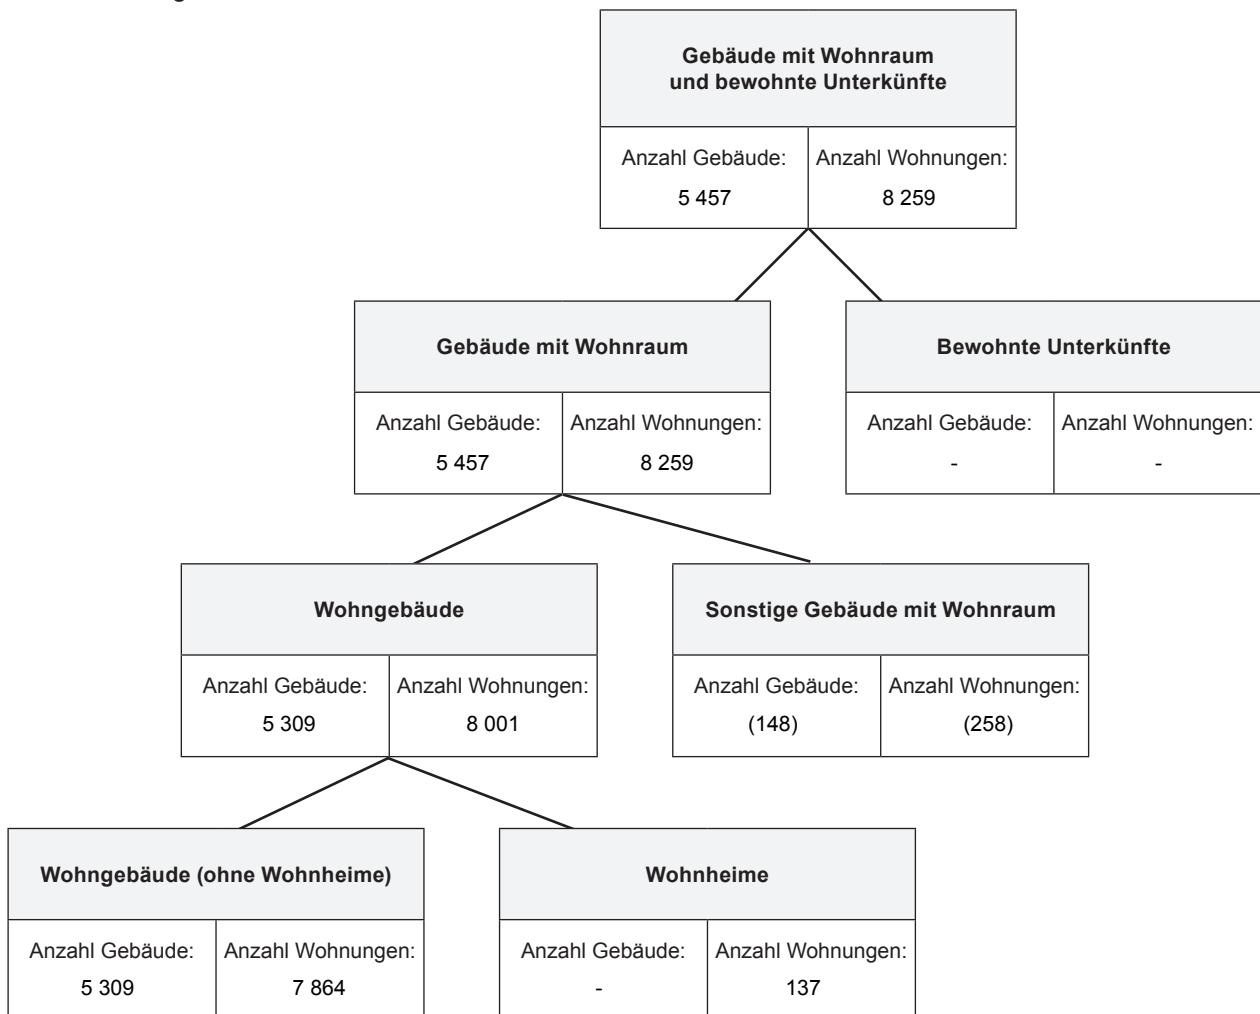 Gebäude mit Wohnraum
und bewohnte Unterkünfte
Anzahl Gebäude: Anzahl Wohnungen:
5 457 8 259
Gebäude mit Wohnraum
Anzahl Gebäude: Anzahl Wohnungen:
5 457 8 259
Bewohnte Unterkünfte
Anzahl Gebäude: Anzahl Wohnungen:
- -
Wohngebäude
Anzahl Gebäude: Anzahl Wohnungen:
5 309 8 001
Sonstige Gebäude mit Wohnraum
Anzahl Gebäude: Anzahl Wohnungen:
(148) (258)
Wohngebäude (ohne Wohnheime)
Anzahl Gebäude: Anzahl Wohnungen:
5 309 7 864
Wohnheime
Anzahl Gebäude: Anzahl Wohnungen:
- 137